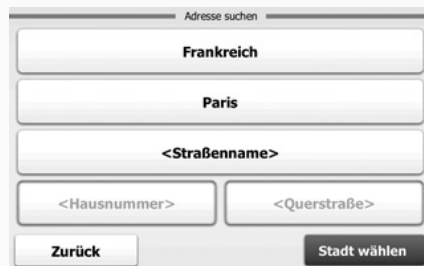 Adresse suchen
Frankreich
Paris
<Straßenname>
<Hausnummer> <Querstraße>
Zurück Stadt wählen